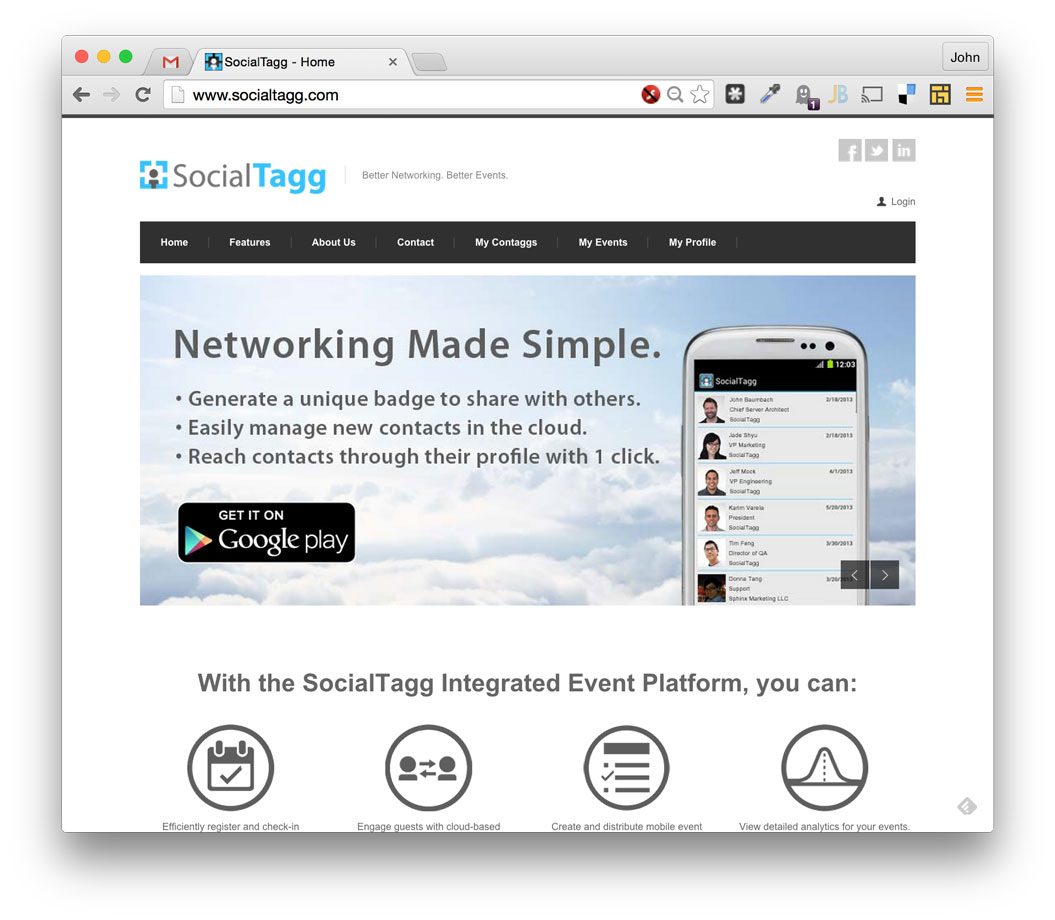 SocialTagg - Home
John
www.socialtagg.com
1
JB
SocialTagg
Better Networking. Better Events.
Login
Home
Features
About Us
Contact
My Contaggs
My Events
My Profile
Networking Made Simple.
• Generate a unique badge to share with others.
• Easily manage new contacts in the cloud.
• Reach contacts through their profile with 1 click.
GET IT ON
Google play
12:03
SocialTagg
John Baumbach 2/18/2013
Chief Server Architect
SocialTagg
Jade Shyu 2/18/2013
VP Marketing
SocialTagg
Jeff Mock 4/1/2013
VP Engineering
SocialTagg
Karim Varela 5/20/2013
President
SocialTagg
Tim Feng 3/30/2013
Director of QA
SocialTagg
Donna Tang
Support
Sphinx Marketing LLC
With the SocialTagg Integrated Event Platform, you can:
Efficiently register and check-in
Engage guests with cloud-based
Create and distribute mobile event
View detailed analytics for your events.